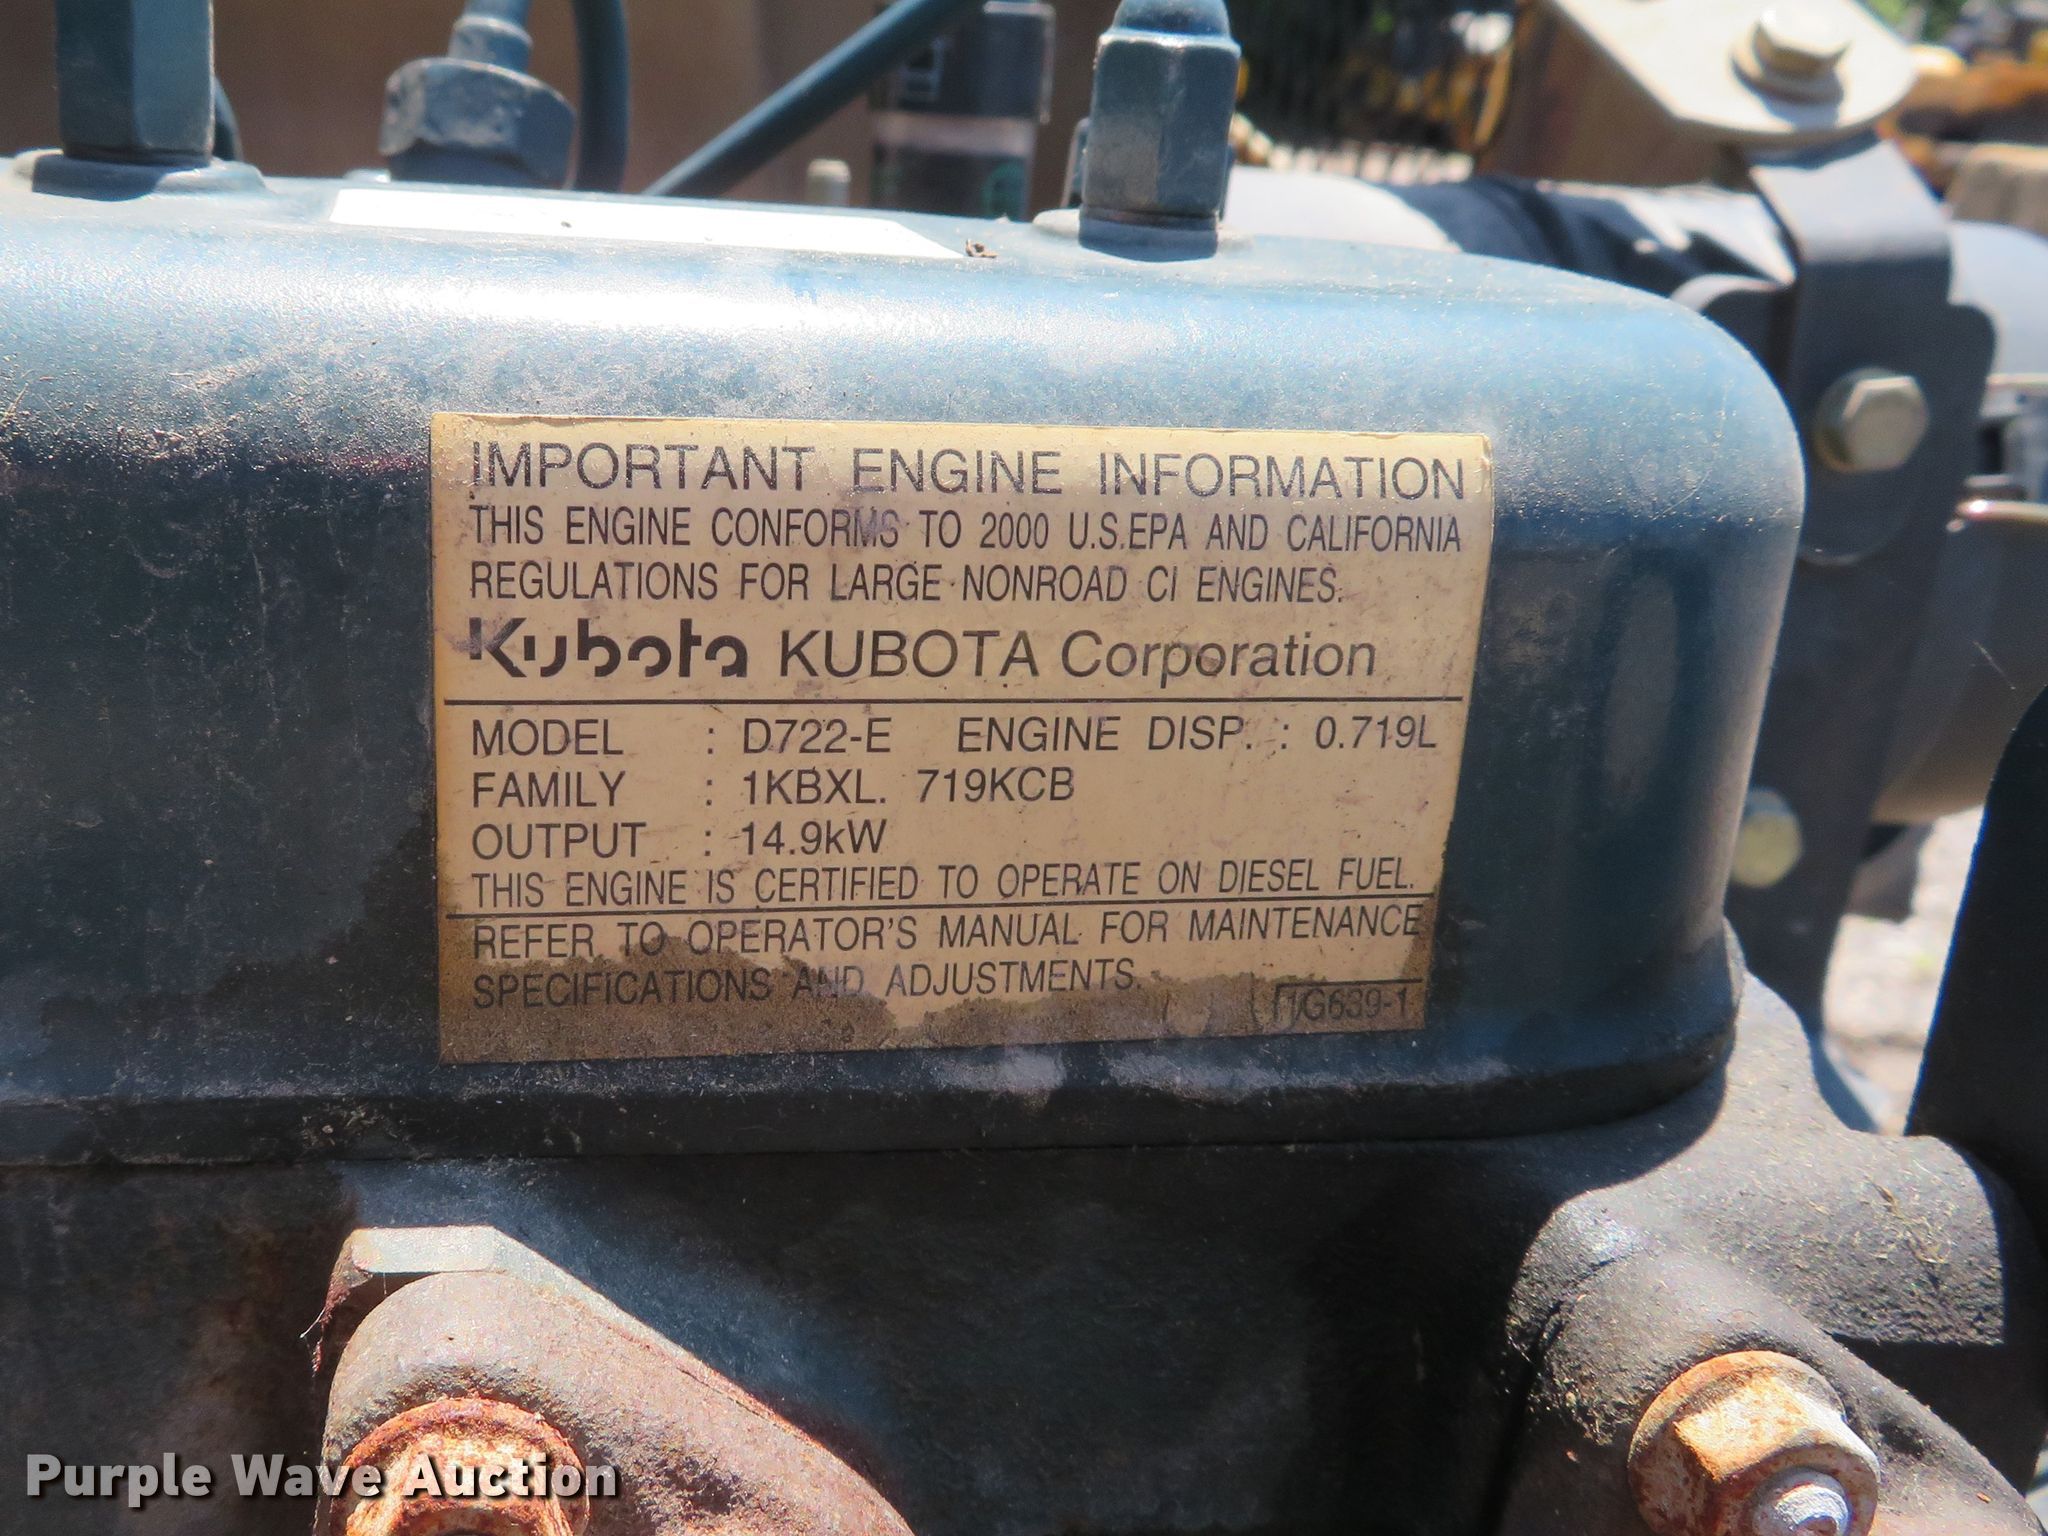 IMPORTANT ENGINE INFORMATION
THIS ENGINE CONFORMS TO 2000 U.S.EPA AND CALIFORNIA
REGULATIONS FOR LARGE NONROAD CI ENGINES.
Kubota KUBOTA Corporation
MODEL : D722-E ENGINE DISP. : 0.719L
FAMILY : 1KBXL. 719KCB
OUTPUT : 14.9kW
THIS ENGINE IS CERTIFIED TO OPERATE ON DIESEL FUEL.
REFER TO OPERATOR'S MANUAL FOR MAINTENANCE
SPECIFICATIONS AND ADJUSTMENTS.
1G639-1
Purple Wave Auction